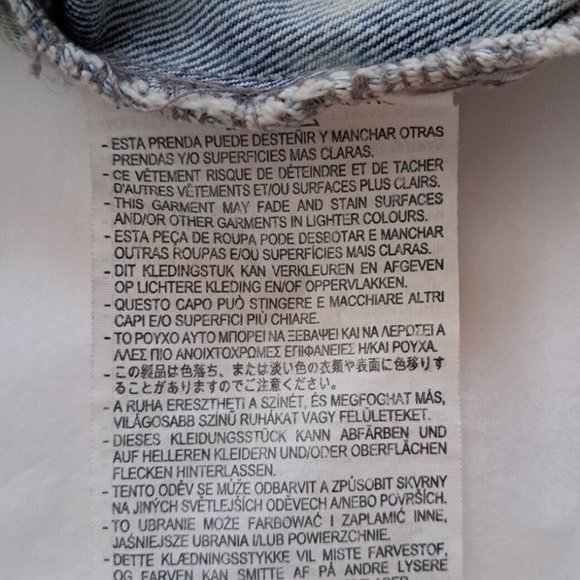 - ESTA PRENDA PUEDE DESTEÑIR Y MANCHAR OTRAS
PRENDAS Y/O SUPERFICIES MAS CLARAS.
- CE VÊTEMENT RISQUE DE DÉTEINDRE ET DE TACHER
D'AUTRES VÊTEMENTS ET/OU SURFACES PLUS CLAIRS.
- THIS GARMENT MAY FADE AND STAIN SURFACES
AND/OR OTHER GARMENTS IN LIGHTER COLOURS.
- ESTA PEÇA DE ROUPA PODE DESBOTAR E MANCHAR
OUTRAS ROUPAS E/OU SUPERFICIES MAIS CLARAS.
- DIT KLEDINGSTUK KAN VERKLEUREN EN AFGEVEN
OP LICHTERE KLEDING EN/OF OPPERVLAKKEN.
- QUESTO CAPO PUÒ STINGERE E MACCHIARE ALTRI
CAPI E/O SUPERFICI PIÙ CHIARE.
- ΤΟ ΡΟΥΧΟ ΑΥΤΟ ΜΠΟΡΕΙ ΝΑ ΞΕΒΑΨΕΙ ΚΑΙ ΝΑ ΛΕΡΩΣΕΙ Α
ΛΛΕΣ ΠΙΟ ΑΝΟΙΧΤΟΧΡΩΜΕΣ ΕΠΙΦΑΝΕΙΕΣ Η/ΚΑΙ ΡΟΥΧΑ.
- この製品は色落ち、または淡い色の衣類や表面に色移りす
ることがありますのでご注意ください。
- A RUHA ERESZTHETI A SZÍNÉT, ÉS MEGFOGHAT MÁS,
VILÁGOSABB SZÍNŰ RUHÁKAT VAGY FELÜLETEKET.
- DIESES KLEIDUNGSSTÜCK KANN ABFÄRBEN UND
AUF HELLEREN KLEIDERN UND/ODER OBERFLÄCHEN
FLECKEN HINTERLASSEN.
- TENTO ODĚV SE MŮŽE ODBARVIT A ZPŮSOBIT SKVRNY
NA JINÝCH SVĚTLEJŠÍCH ODĚVECH A/NEBO POVRŠÍCH.
- TO UBRANIE MOŻE FARBOWAĆ I ZAPLAMIĆ INNE,
JAŚNIEJSZE UBRANIA I/LUB POWIERZCHNIE.
- DETTE KLÆDNINGSSTYKKE VIL MISTE FARVESTOF,
OG FARVEN KAN SMITTE AF PÅ ANDRE LYSERE